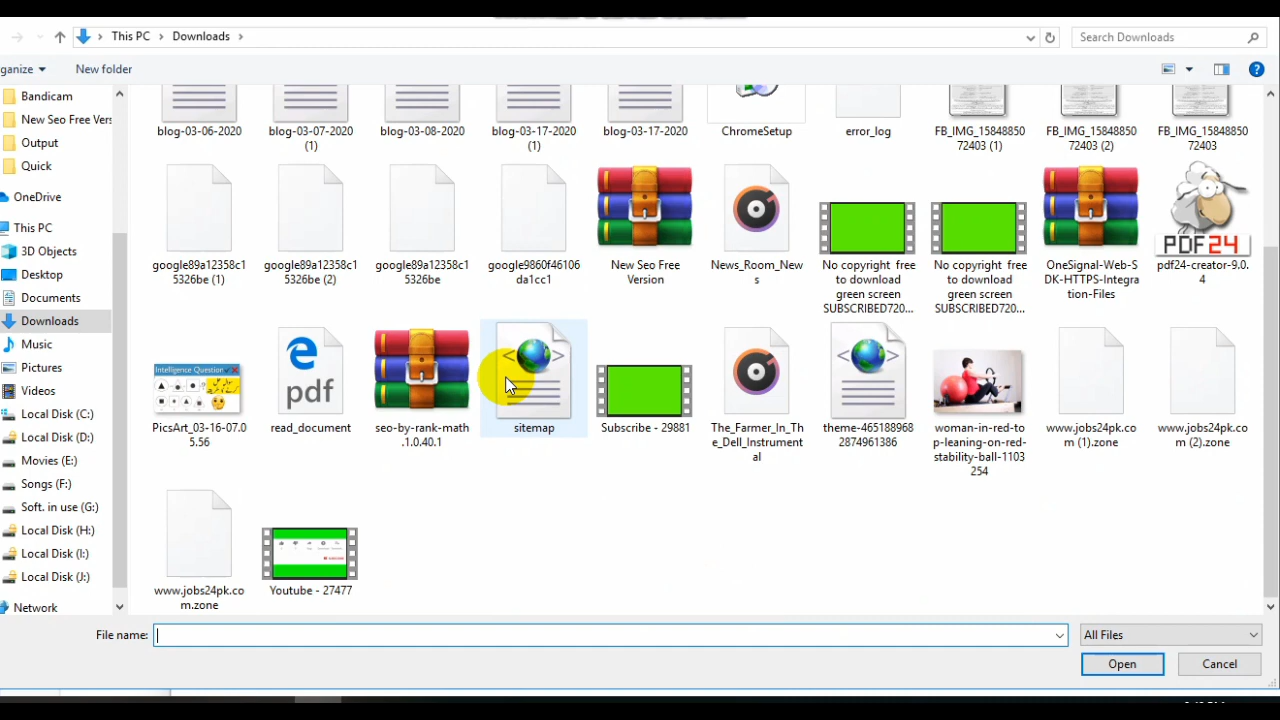 This PC > Downloads >
Search Downloads
ganize
New folder
Bandicam
New Seo Free Vers
Output
Quick
OneDrive
This PC
3D Objects
Desktop
Documents
Downloads
Music
Pictures
Videos
Local Disk (C:)
Local Disk (D:)
Movies (E:)
Songs (F:)
Soft. in use (G:)
Local Disk (H:)
Local Disk (I:)
Local Disk (J:)
Network
blog-03-06-2020
blog-03-07-2020
(1)
blog-03-08-2020
blog-03-17-2020
(1)
blog-03-17-2020
ChromeSetup
error_log
FB_IMG_15848850
72403 (1)
FB_IMG_15848850
72403 (2)
FB_IMG_15848850
72403
google89a12358c1
5326be (1)
google89a12358c1
5326be (2)
google89a12358c1
5326be
google9860f46106
da1cc1
New Seo Free
Version
News_Room_New
s
No copyright free
to download
green screen
SUBSCRIBED720...
No copyright free
to download
green screen
SUBSCRIBED720...
OneSignal-Web-S
DK-HTTPS-Integra
tion-Files
PDF24
pdf24-creator-9.0.
4
Intelligence Question
PicsArt_03-16-07.0
5.56
pdf
read_document
seo-by-rank-math
.1.0.40.1
sitemap
Subscribe - 29881
The_Farmer_In_Th
e_Dell_Instrument
al
theme-465188968
2874961386
woman-in-red-to
p-leaning-on-red-
stability-ball-1103
254
www.jobs24pk.co
m (1).zone
www.jobs24pk.co
m (2).zone
www.jobs24pk.co
m.zone
Youtube - 27477
File name:
All Files
Open
Cancel